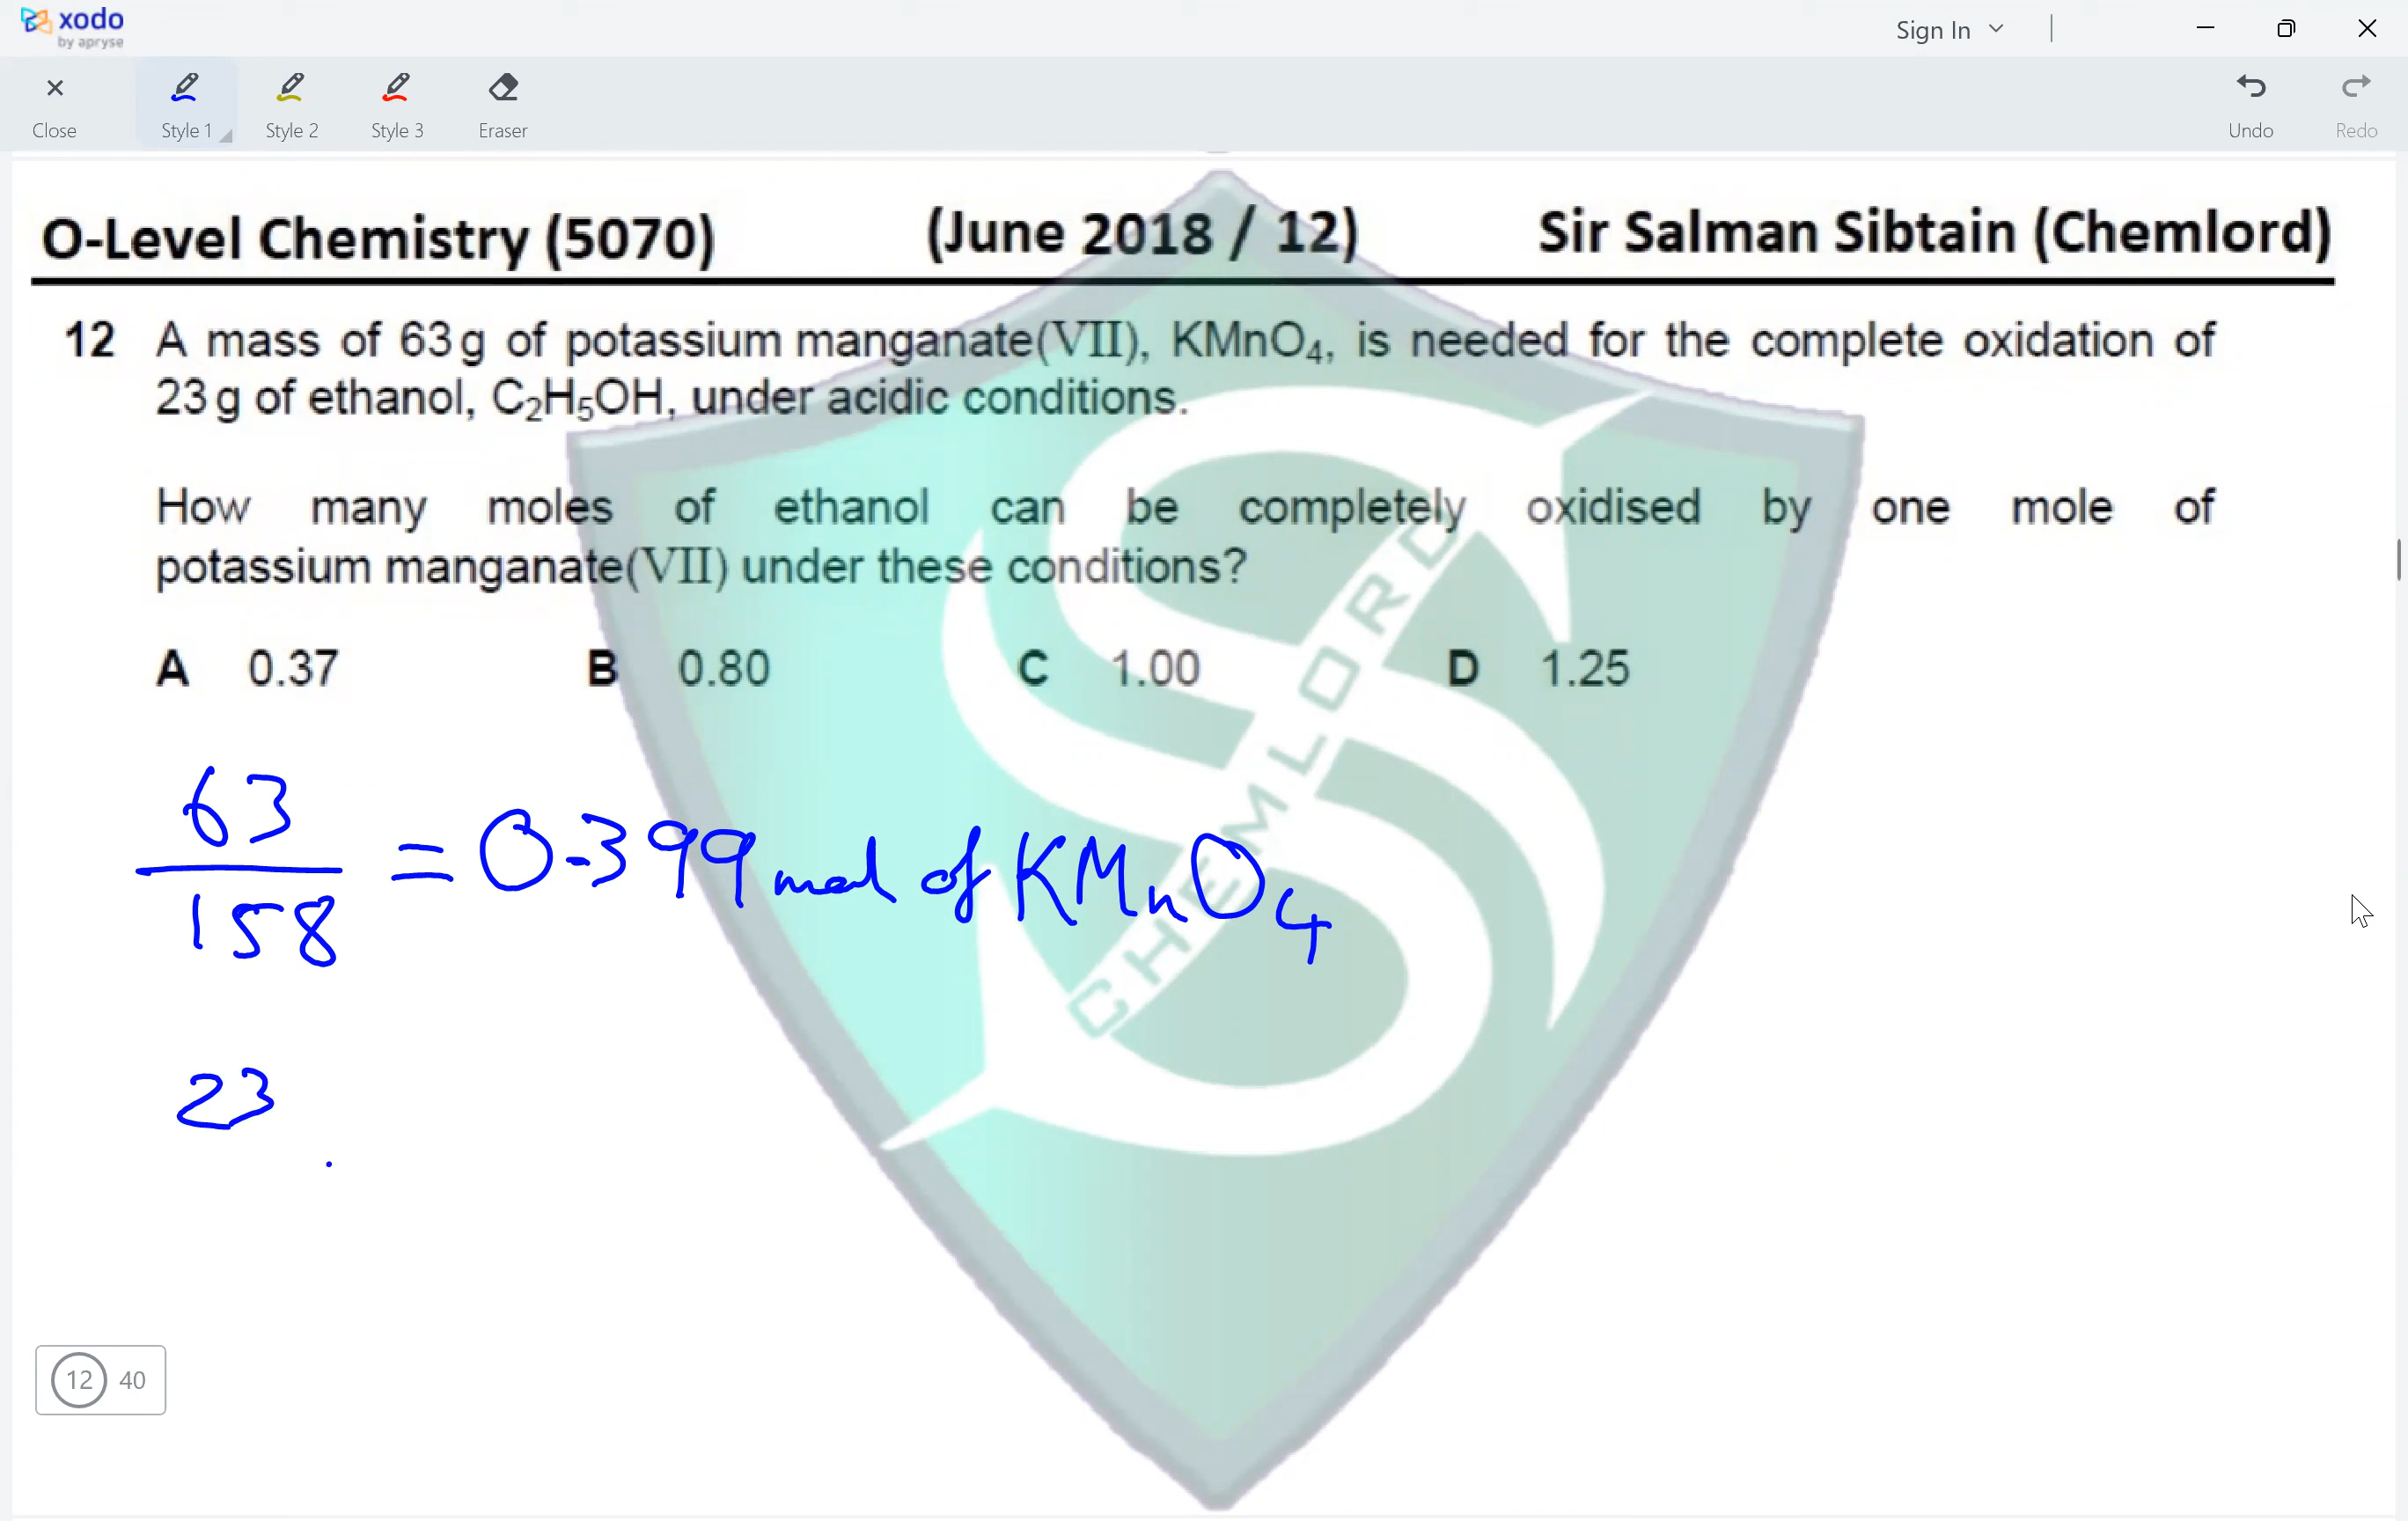 xodo
by apryse
Sign In
Close
Style 1
Style 2
Style 3
Eraser
Undo
Redo
O-Level Chemistry (5070) (June 2018 / 12) Sir Salman Sibtain (Chemlord)
12 A mass of 63 g of potassium manganate(VII), KMnO₄, is needed for the complete oxidation of
23 g of ethanol, C₂H₅OH, under acidic conditions.
How many moles of ethanol can be completely oxidised by one mole of
potassium manganate(VII) under these conditions?
A 0.37 B 0.80 C 1.00 D 1.25
CHEMLORD
63
158
= 0.399 mol of KMnO₄
23
12 40